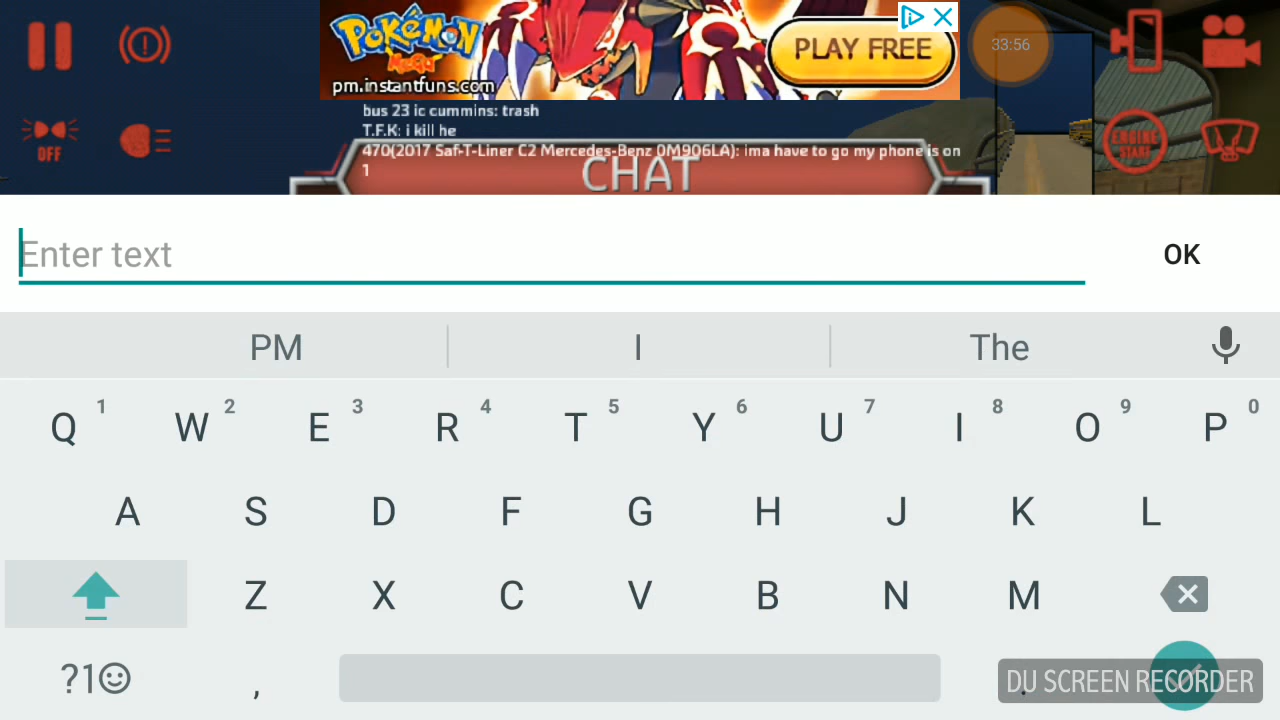 POKéMON
MEGA
pm.instantfuns.com
PLAY FREE
33:56
bus 23 ic cummins: trash
T.F.K: i kill he
470(2017 Saf-T-Liner C2 Mercedes-Benz OM906LA): ima have to go my phone is on
1
CHAT
OFF
ENGINE
START
Enter text
OK
PM I The
Q 1 W 2 E 3 R 4 T 5 Y 6 U 7 I 8 O 9 P 0
A S D F G H J K L
Z X C V B N M
?1☺ ,
DU SCREEN RECORDER